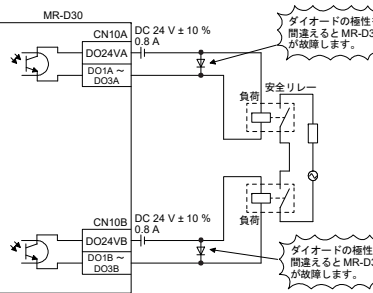 MR-D30
CN10A
DC 24 V ± 10 %
0.8 A
DO24VA
DO1A ～
DO3A
ダイオードの極性
間違えるとMR-D3
が故障します。
安全リレー
負荷
負荷
CN10B
DC 24 V ± 10 %
0.8 A
DO24VB
DO1B ～
DO3B
ダイオードの極性
間違えるとMR-D3
が故障します。